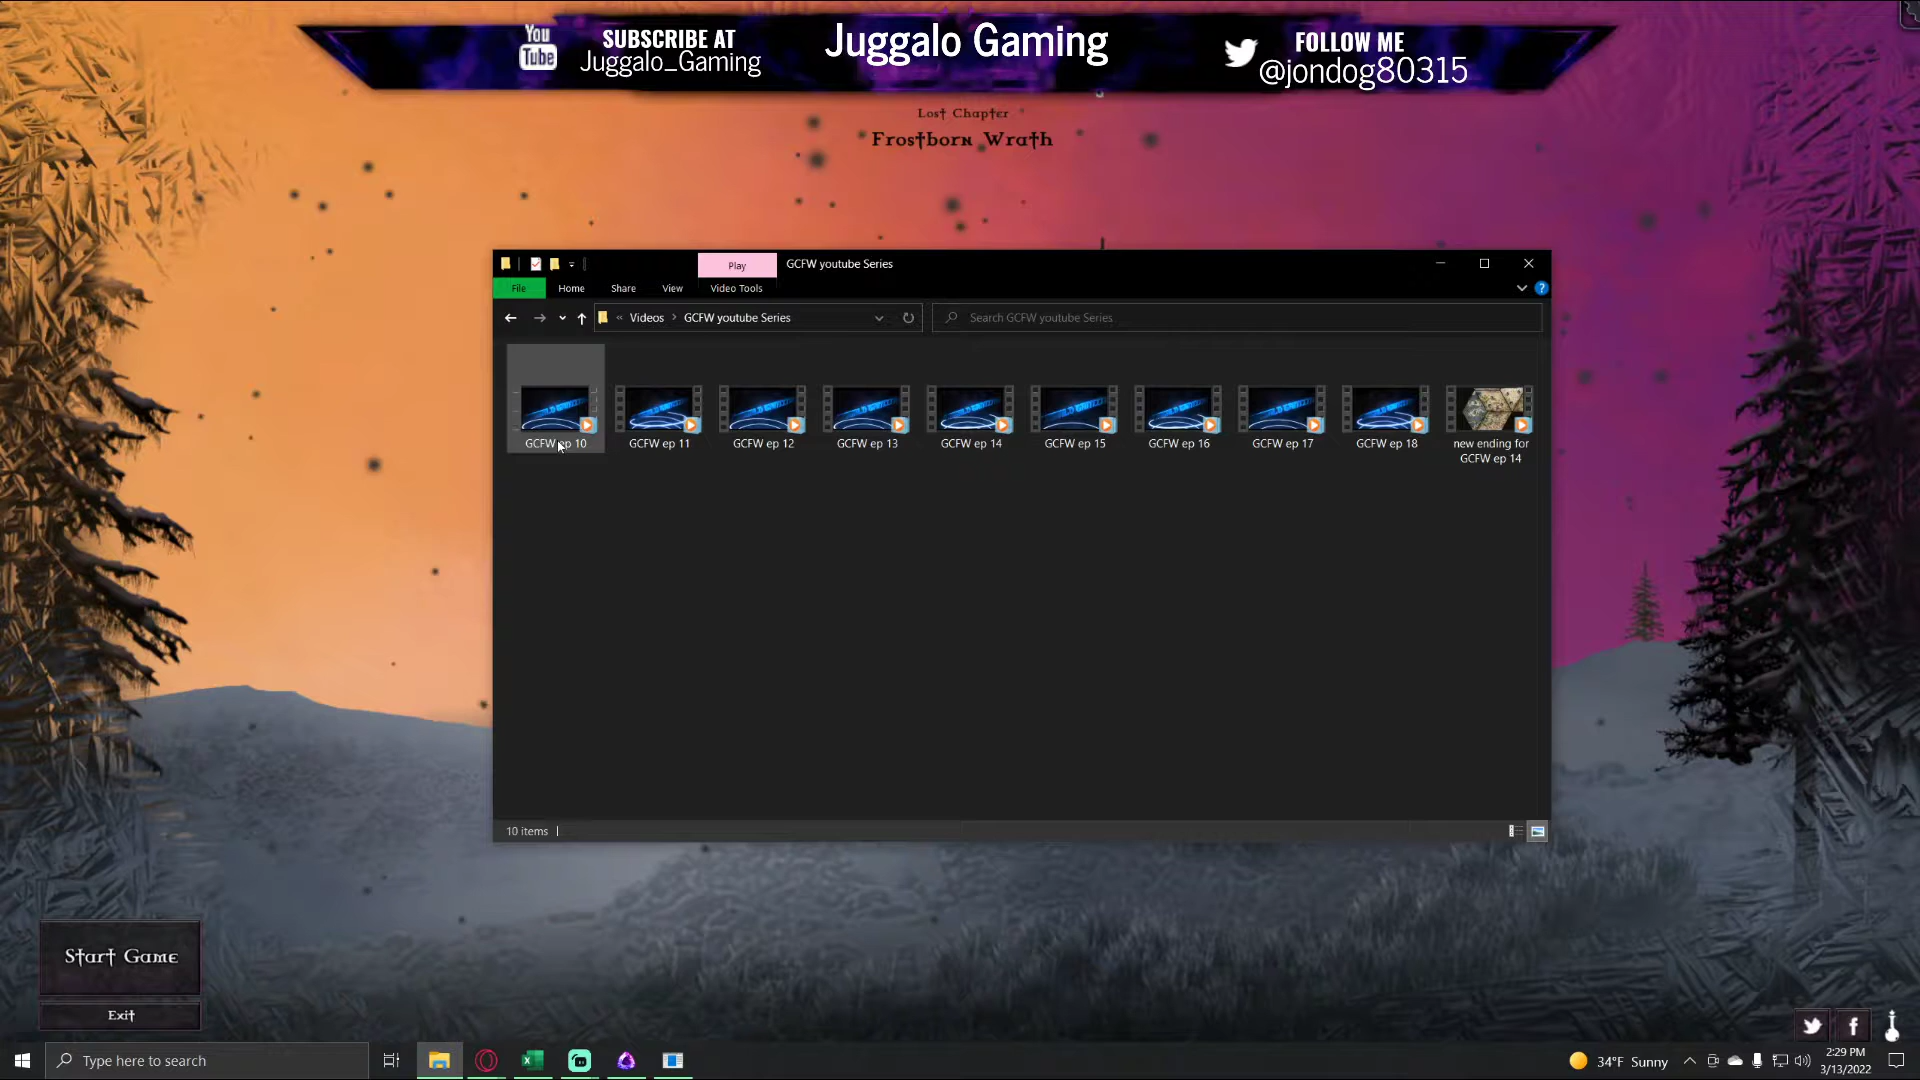 You
Tube
SUBSCRIBE AT
Juggalo_Gaming
Juggalo Gaming
FOLLOW ME
@jondog80315
Lost Chapter
Frostborn Wrath
Play
GCFW youtube Series
File
Home
Share
View
Video Tools
?
« Videos > GCFW youtube Series
Search GCFW youtube Series
GCFW ep 10
GCFW ep 11
GCFW ep 12
GCFW ep 13
GCFW ep 14
GCFW ep 15
GCFW ep 16
GCFW ep 17
GCFW ep 18
new ending for
GCFW ep 14
10 items
Start Game
Exit
Type here to search
34°F Sunny
2:29 PM
3/13/2022